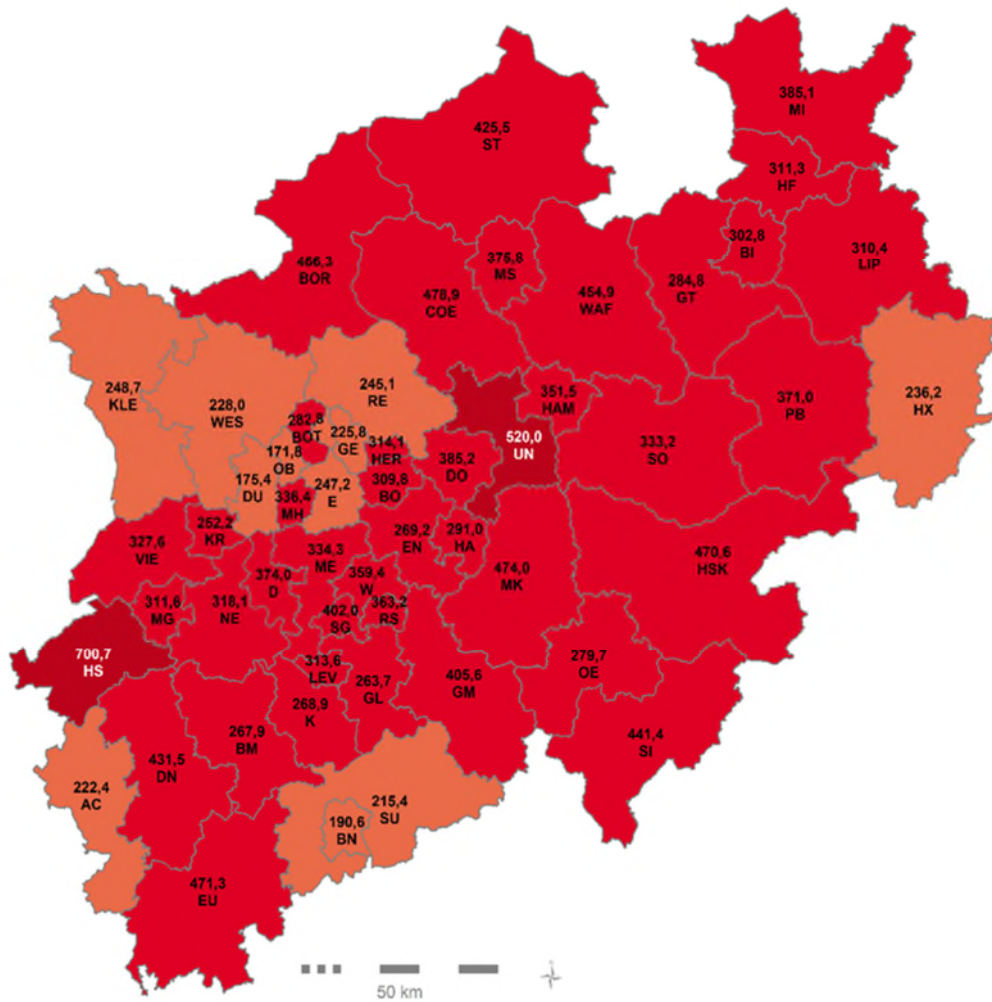 385,1
MI
425,5
ST
311,3
HF
302,8
BI
310,4
LIP
375,8
MS
466,3
BOR
478,9
COE
454,9
WAF
284,8
GT
248,7
KLE
228,0
WES
245,1
RE
351,5
HAM
371,0
PB
236,2
HX
282,8
BOT
225,8
GE
314,1
HER
520,0
UN
333,2
SO
171,8
OB
385,2
DO
175,4
DU
247,2
E
309,8
BO
336,4
MH
252,2
KR
327,6
VIE
269,2
EN
291,0
HA
334,3
ME
474,0
MK
470,6
HSK
374,0
D
359,4
W
311,6
MG
318,1
NE
402,0
SG
363,2
RS
700,7
HS
313,6
LEV
263,7
GL
405,6
GM
279,7
OE
268,9
K
267,9
BM
441,4
SI
431,5
DN
222,4
AC
215,4
SU
190,6
BN
471,3
EU
50 km